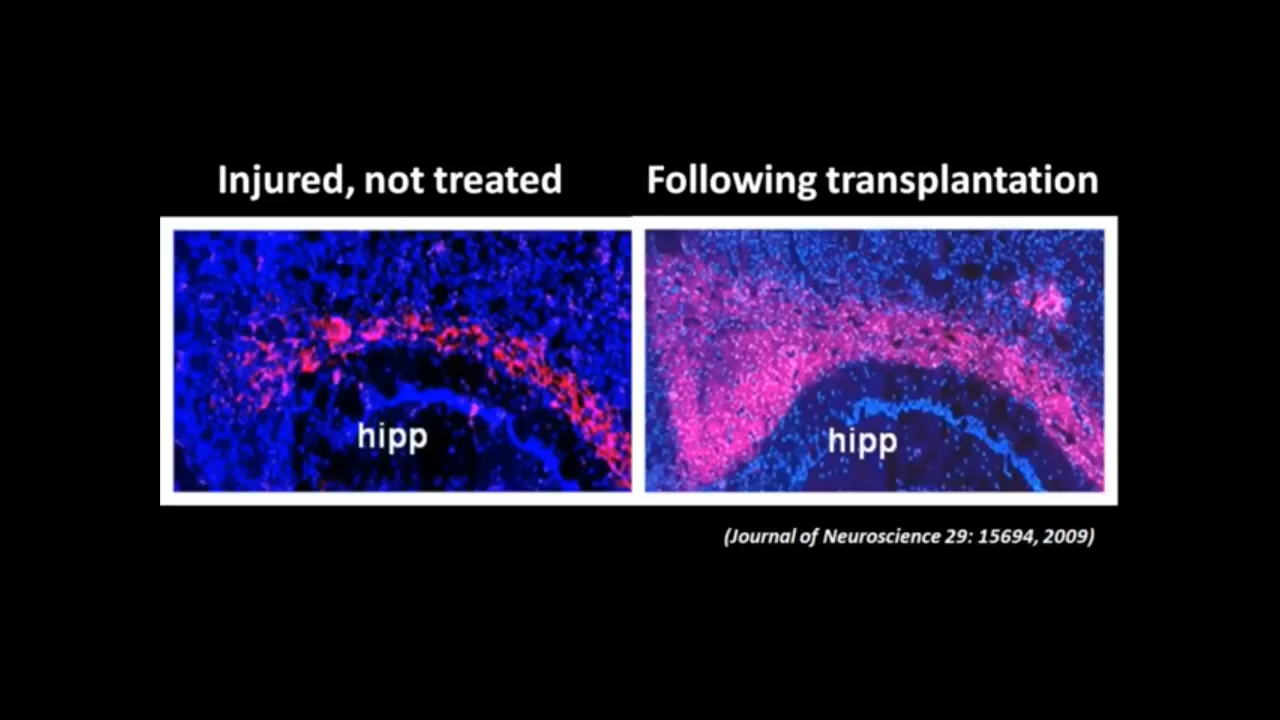 Injured, not treated
Following transplantation
hipp
hipp
(Journal of Neuroscience 29: 15694, 2009)